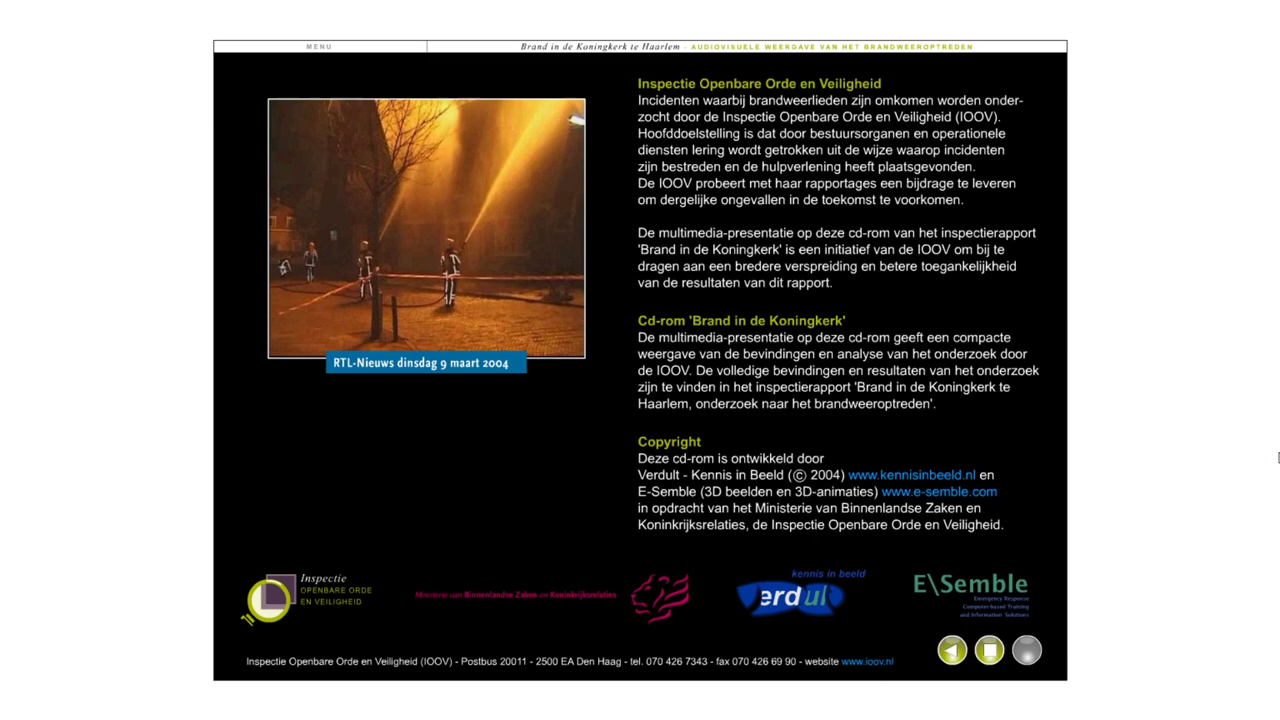 MENU
Brand in de Koningkerk te Haarlem - AUDIOVISUELE WEERGAVE VAN HET BRANDWEEROPTREDEN
RTL-Nieuws dinsdag 9 maart 2004
Inspectie Openbare Orde en Veiligheid
Incidenten waarbij brandweerlieden zijn omkomen worden onder-
zocht door de Inspectie Openbare Orde en Veiligheid (IOOV).
Hoofddoelstelling is dat door bestuursorganen en operationele
diensten lering wordt getrokken uit de wijze waarop incidenten
zijn bestreden en de hulpverlening heeft plaatsgevonden.
De IOOV probeert met haar rapportages een bijdrage te leveren
om dergelijke ongevallen in de toekomst te voorkomen.
De multimedia-presentatie op deze cd-rom van het inspectierapport
'Brand in de Koningkerk' is een initiatief van de IOOV om bij te
dragen aan een bredere verspreiding en betere toegankelijkheid
van de resultaten van dit rapport.
Cd-rom 'Brand in de Koningkerk'
De multimedia-presentatie op deze cd-rom geeft een compacte
weergave van de bevindingen en analyse van het onderzoek door
de IOOV. De volledige bevindingen en resultaten van het onderzoek
zijn te vinden in het inspectierapport 'Brand in de Koningkerk te
Haarlem, onderzoek naar het brandweeroptreden'.
Copyright
Deze cd-rom is ontwikkeld door
Verdult - Kennis in Beeld (© 2004) www.kennisinbeeld.nl en
E-Semble (3D beelden en 3D-animaties) www.e-semble.com
in opdracht van het Ministerie van Binnenlandse Zaken en
Koninkrijksrelaties, de Inspectie Openbare Orde en Veiligheid.
Inspectie
OPENBARE ORDE
EN VEILIGHEID
Ministerie van Binnenlandse Zaken en Koninkrijksrelaties
kennis in beeld
verdult
E\Semble
Emergency Response
Computer-based Training
and Information Solutions
Inspectie Openbare Orde en Veiligheid (IOOV) - Postbus 20011 - 2500 EA Den Haag - tel. 070 426 7343 - fax 070 426 69 90 - website www.ioov.nl